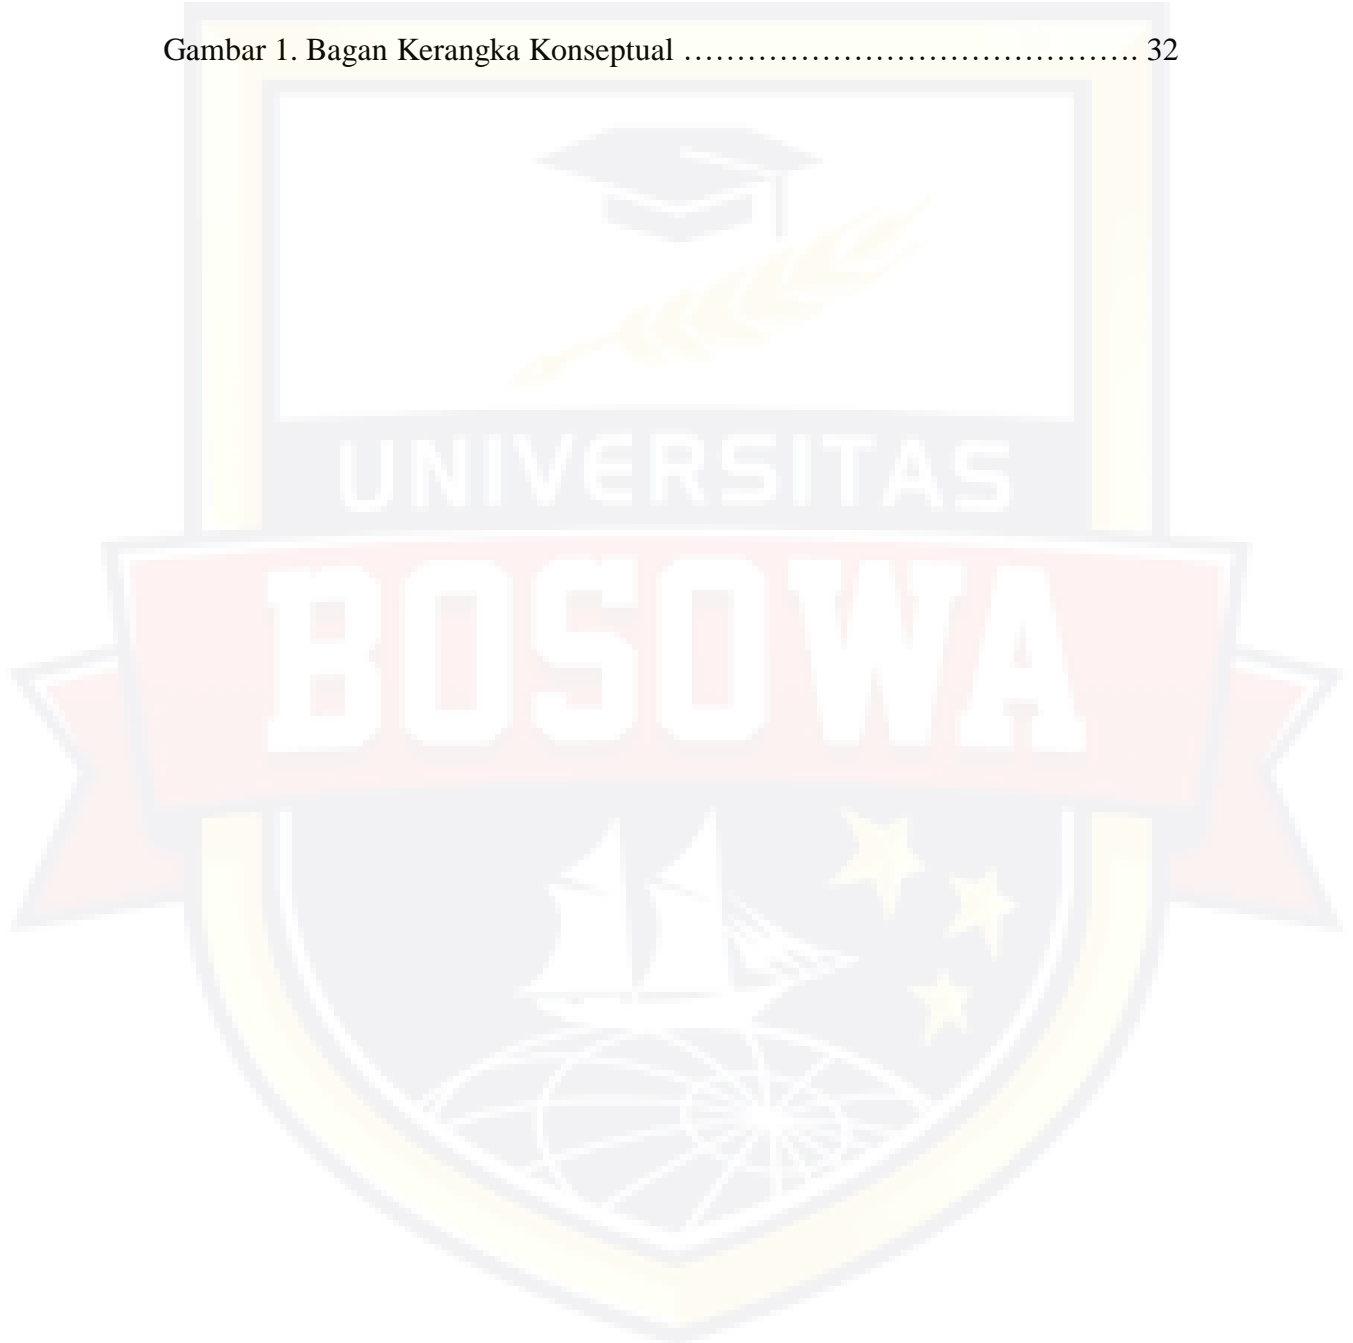 Gambar 1. Bagan Kerangka Konseptual ……………………………………. 32
UNIVERSITAS
BOSOWA